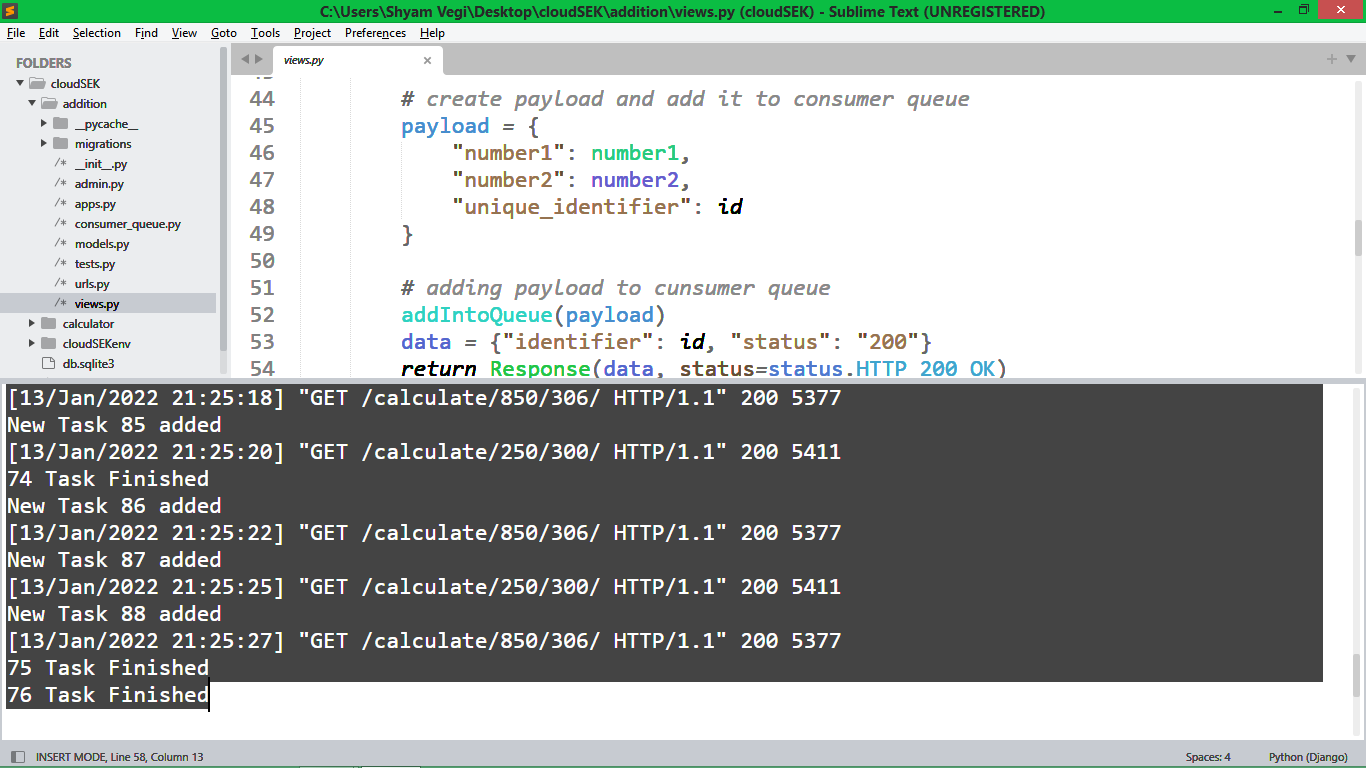 C:\Users\Shyam Vegi\Desktop\cloudSEK\addition\views.py (cloudSEK) - Sublime Text (UNREGISTERED)
File Edit Selection Find View Goto Tools Project Preferences Help
FOLDERS
cloudSEK
addition
__pycache__
migrations
/* __init__.py
/* admin.py
/* apps.py
/* consumer_queue.py
/* models.py
/* tests.py
/* urls.py
/* views.py
calculator
cloudSEKenv
db.sqlite3
views.py
44 # create payload and add it to consumer queue
45 payload = {
46 "number1": number1,
47 "number2": number2,
48 "unique_identifier": id
49 }
50
51 # adding payload to cunsumer queue
52 addIntoQueue(payload)
53 data = {"identifier": id, "status": "200"}
54 return Response(data, status=status.HTTP_200_OK)
[13/Jan/2022 21:25:18] "GET /calculate/850/306/ HTTP/1.1" 200 5377
New Task 85 added
[13/Jan/2022 21:25:20] "GET /calculate/250/300/ HTTP/1.1" 200 5411
74 Task Finished
New Task 86 added
[13/Jan/2022 21:25:22] "GET /calculate/850/306/ HTTP/1.1" 200 5377
New Task 87 added
[13/Jan/2022 21:25:25] "GET /calculate/250/300/ HTTP/1.1" 200 5411
New Task 88 added
[13/Jan/2022 21:25:27] "GET /calculate/850/306/ HTTP/1.1" 200 5377
75 Task Finished
76 Task Finished
INSERT MODE, Line 58, Column 13
Spaces: 4
Python (Django)